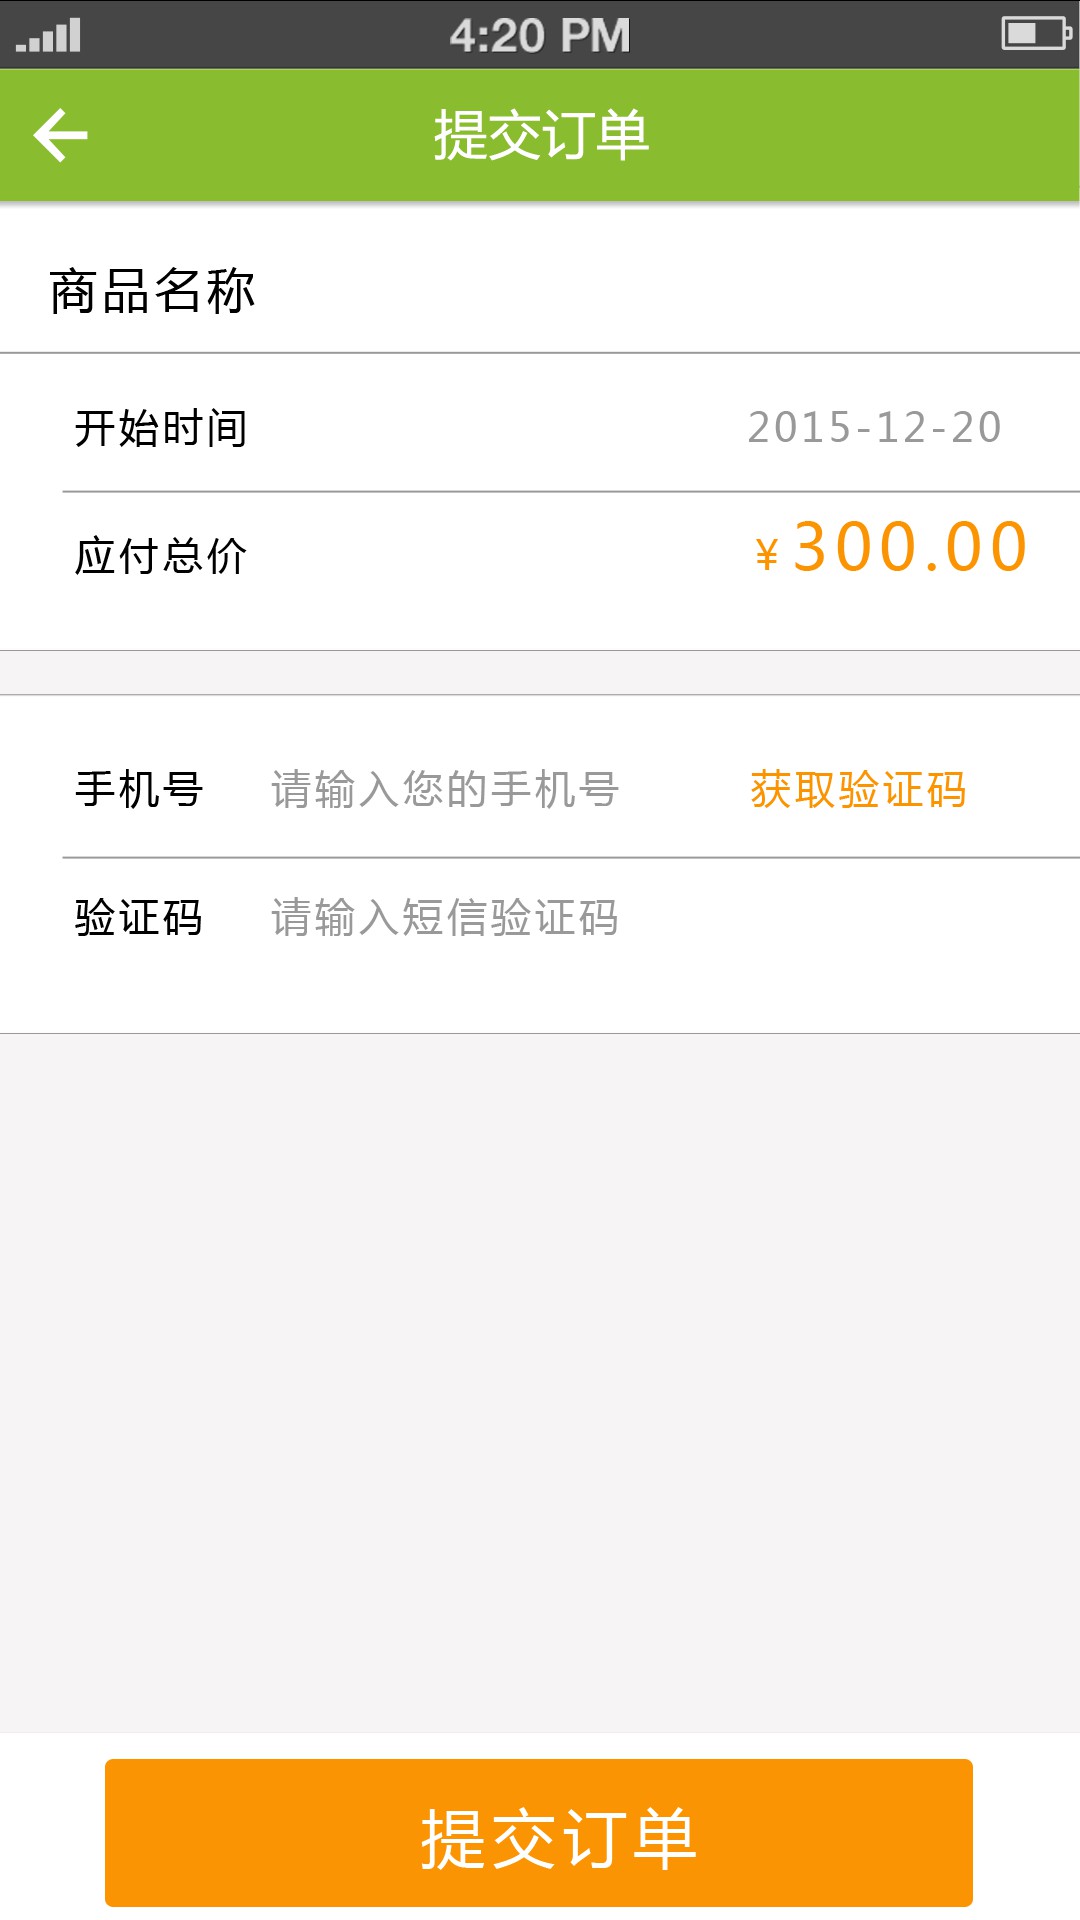 4:20 PM
提交订单
商品名称
开始时间 2015-12-20
应付总价 ¥300.00
手机号 请输入您的手机号 获取验证码
验证码 请输入短信验证码
提交订单